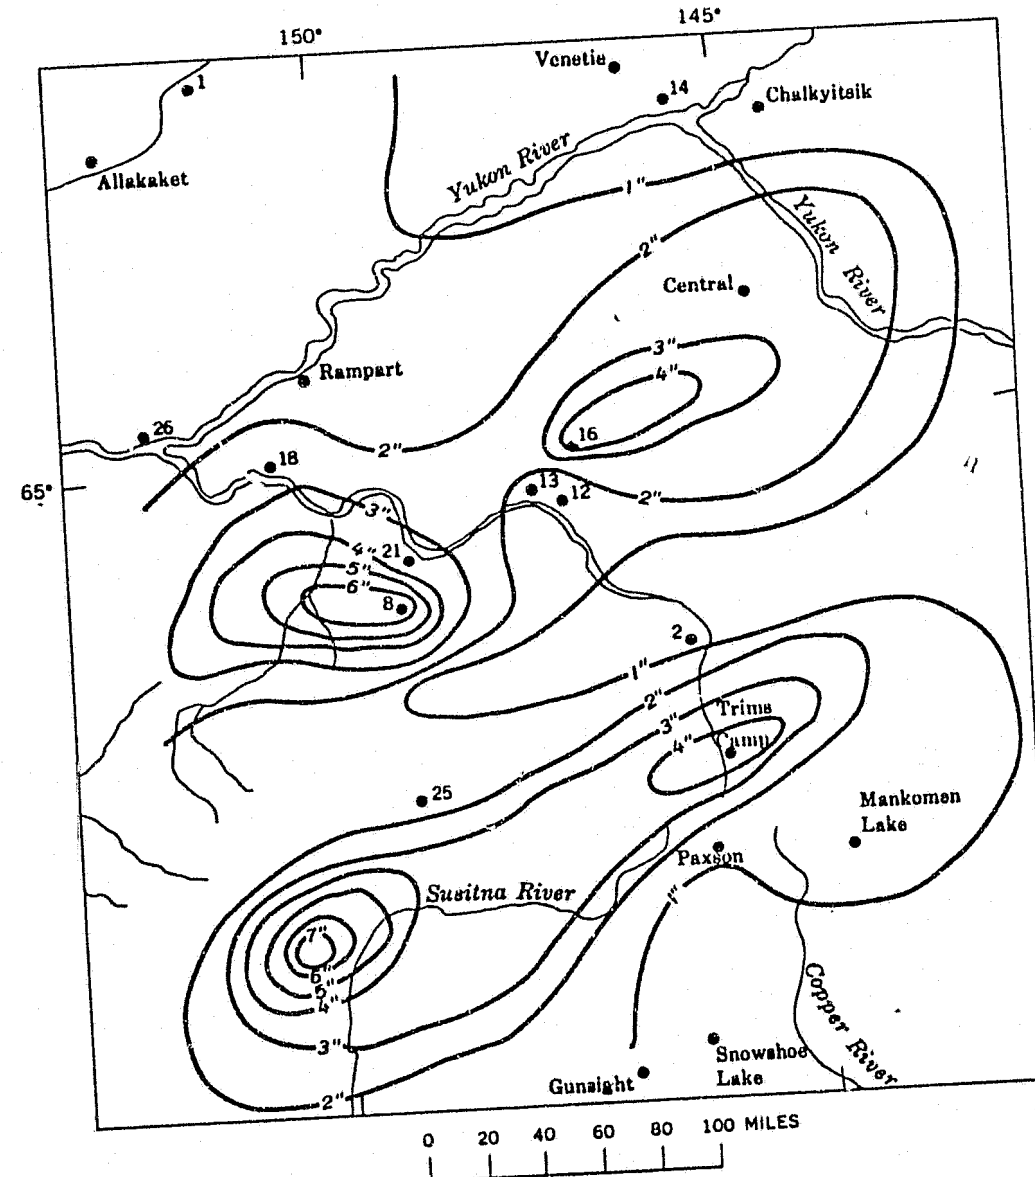 150°
145°
Venetie
1
14
Chalkyitsik
Allakaket
Yukon River
1"
Yukon River
2"
Central
3"
Rampart
4"
26
16
2"
18
65°
13
12
2"
3"
4"
21
5"
6"
8
2
1"
2"
Trims
3"
4"
Camp
25
Mankomen
Lake
Paxson
Susitna River
1"
7"
6"
5"
4"
Copper River
3"
Snowshoe
Lake
Gunsight
2"
0 20 40 60 80 100 MILES